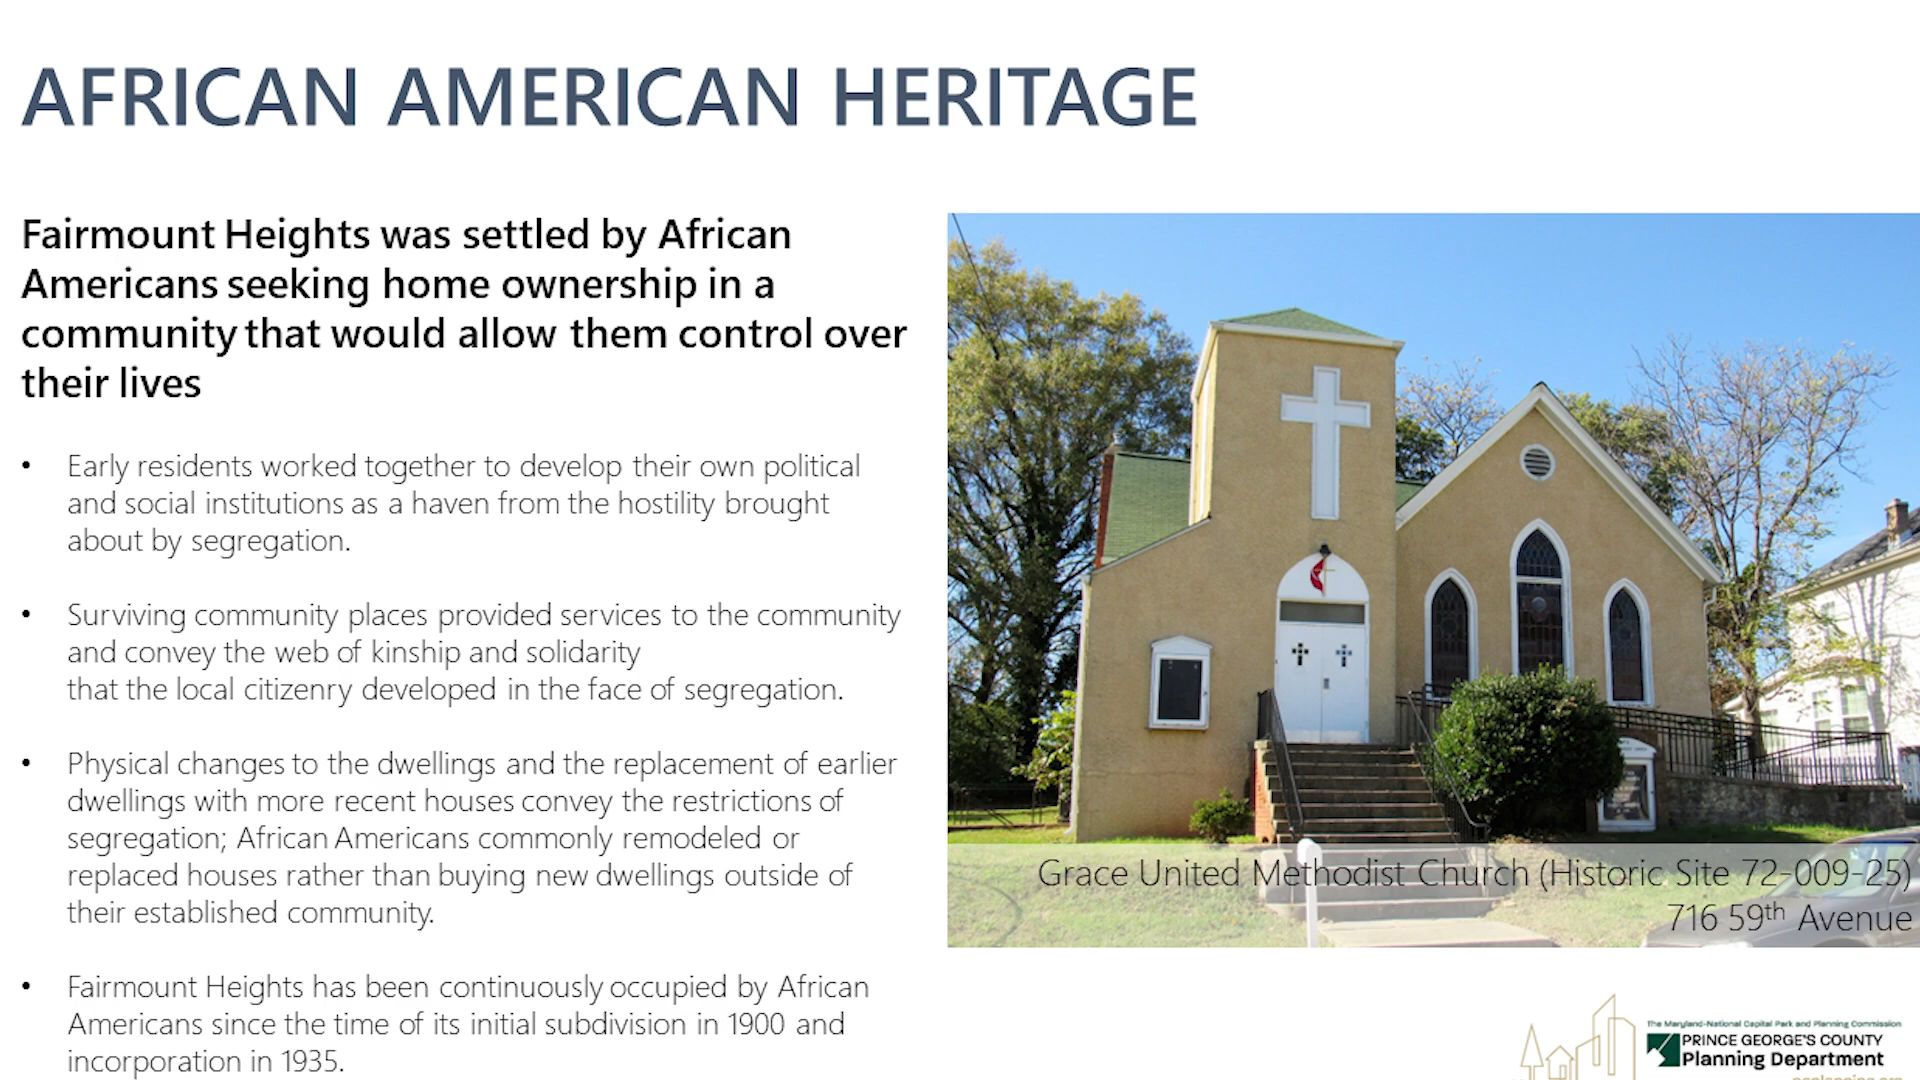 AFRICAN AMERICAN HERITAGE
Fairmount Heights was settled by African
Americans seeking home ownership in a
community that would allow them control over
their lives
• Early residents worked together to develop their own political
and social institutions as a haven from the hostility brought
about by segregation.
• Surviving community places provided services to the community
and convey the web of kinship and solidarity
that the local citizenry developed in the face of segregation.
• Physical changes to the dwellings and the replacement of earlier
dwellings with more recent houses convey the restrictions of
segregation; African Americans commonly remodeled or
replaced houses rather than buying new dwellings outside of
their established community.
• Fairmount Heights has been continuously occupied by African
Americans since the time of its initial subdivision in 1900 and
incorporation in 1935.
Grace United Methodist Church (Historic Site 72-009-25)
716 59th Avenue
The Maryland-National Capital Park and Planning Commission
PRINCE GEORGE'S COUNTY
Planning Department